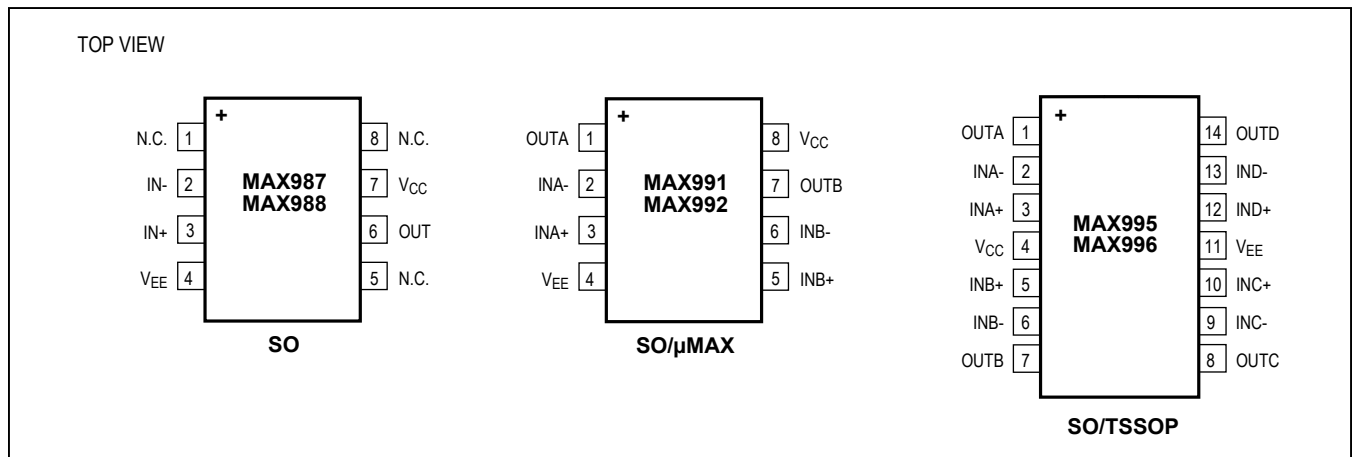 TOP VIEW
+
N.C. 1
8 N.C.
IN- 2
7 VCC
IN+ 3
6 OUT
VEE 4
5 N.C.
MAX987
MAX988
SO
+
OUTA 1
8 VCC
INA- 2
7 OUTB
INA+ 3
6 INB-
VEE 4
5 INB+
MAX991
MAX992
SO/µMAX
+
OUTA 1
14 OUTD
INA- 2
13 IND-
INA+ 3
12 IND+
VCC 4
11 VEE
INB+ 5
10 INC+
INB- 6
9 INC-
OUTB 7
8 OUTC
MAX995
MAX996
SO/TSSOP